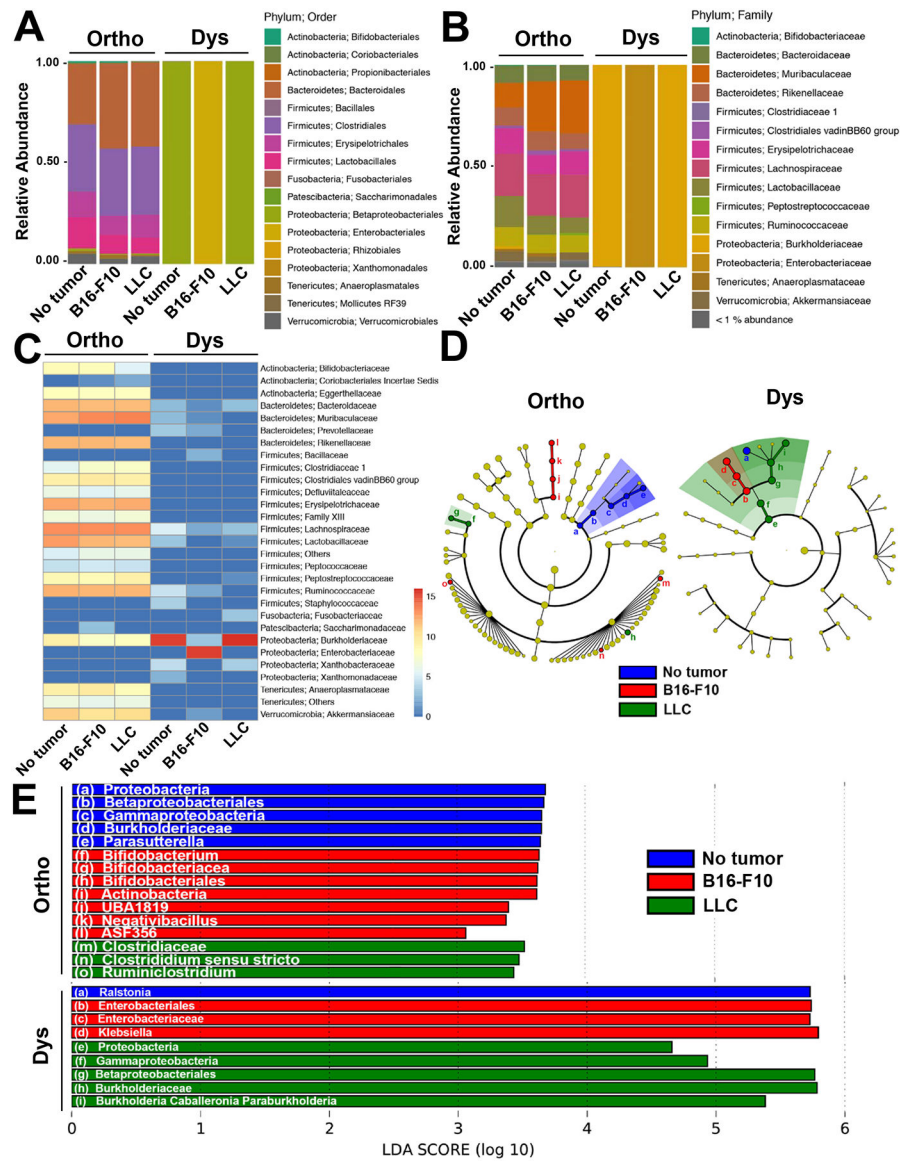 A
Ortho
Dys
Relative Abundance
1.00
0.50
0.00
No tumor
B16-F10
LLC
No tumor
B16-F10
LLC
Phylum; Order
Actinobacteria; Bifidobacteriales
Actinobacteria; Coriobacteriales
Actinobacteria; Propionibacteriales
Bacteroidetes; Bacteroidales
Firmicutes; Bacillales
Firmicutes; Clostridiales
Firmicutes; Erysipelotrichales
Firmicutes; Lactobacillales
Fusobacteria; Fusobacteriales
Patescibacteria; Saccharimonadales
Proteobacteria; Betaproteobacteriales
Proteobacteria; Enterobacteriales
Proteobacteria; Rhizobiales
Proteobacteria; Xanthomonadales
Tenericutes; Anaeroplasmatales
Tenericutes; Mollicutes RF39
Verrucomicrobia; Verrucomicrobiales
B
Ortho
Dys
Relative Abundance
1.00
0.50
0.00
No tumor
B16-F10
LLC
No tumor
B16-F10
LLC
Phylum; Family
Actinobacteria; Bifidobacteriaceae
Bacteroidetes; Bacteroidaceae
Bacteroidetes; Muribaculaceae
Bacteroidetes; Rikenellaceae
Firmicutes; Clostridiaceae 1
Firmicutes; Clostridiales vadinBB60 group
Firmicutes; Erysipelotrichaceae
Firmicutes; Lachnospiraceae
Firmicutes; Lactobacillaceae
Firmicutes; Peptostreptococcaceae
Firmicutes; Ruminococcaceae
Proteobacteria; Burkholderiaceae
Proteobacteria; Enterobacteriaceae
Tenericutes; Anaeroplasmataceae
Verrucomicrobia; Akkermansiaceae
< 1 % abundance
C
Ortho
Dys
Actinobacteria; Bifidobacteriaceae
Actinobacteria; Coriobacteriales Incertae Sedis
Actinobacteria; Eggerthellaceae
Bacteroidetes; Bacteroidaceae
Bacteroidetes; Muribaculaceae
Bacteroidetes; Prevotellaceae
Bacteroidetes; Rikenellaceae
Firmicutes; Bacillaceae
Firmicutes; Clostridiaceae 1
Firmicutes; Clostridiales vadinBB60 group
Firmicutes; Defluviitaleaceae
Firmicutes; Erysipelotrichaceae
Firmicutes; Family XIII
Firmicutes; Lachnospiraceae
Firmicutes; Lactobacillaceae
Firmicutes; Others
Firmicutes; Peptococcaceae
Firmicutes; Peptostreptococcaceae
Firmicutes; Ruminococcaceae
Firmicutes; Staphylococcaceae
Fusobacteria; Fusobacteriaceae
Patescibacteria; Saccharimonadaceae
Proteobacteria; Burkholderiaceae
Proteobacteria; Enterobacteriaceae
Proteobacteria; Xanthobacteraceae
Proteobacteria; Xanthomonadaceae
Tenericutes; Anaeroplasmataceae
Tenericutes; Others
Verrucomicrobia; Akkermansiaceae
15
10
5
0
No tumor
B16-F10
LLC
No tumor
B16-F10
LLC
D
Ortho
Dys
l
k
j
i
a
b
c
d
e
g
f
o
m
h
n
a
d
c
b
i
h
g
f
e
No tumor
B16-F10
LLC
E
Ortho
(a) Proteobacteria
(b) Betaproteobacteriales
(c) Gammaproteobacteria
(d) Burkholderiaceae
(e) Parasutterella
(f) Bifidobacterium
(g) Bifidobacteriacea
(h) Bifidobacteriales
(i) Actinobacteria
(j) UBA1819
(k) Negativibacillus
(l) ASF356
(m) Clostridiaceae
(n) Clostrididium sensu stricto
(o) Ruminiclostridium
No tumor
B16-F10
LLC
Dys
(a) Ralstonia
(b) Enterobacteriales
(c) Enterobacteriaceae
(d) Klebsiella
(e) Proteobacteria
(f) Gammaproteobacteria
(g) Betaproteobacteriales
(h) Burkholderiaceae
(i) Burkholderia Caballeronia Paraburkholderia
0 1 2 3 4 5 6
LDA SCORE (log 10)